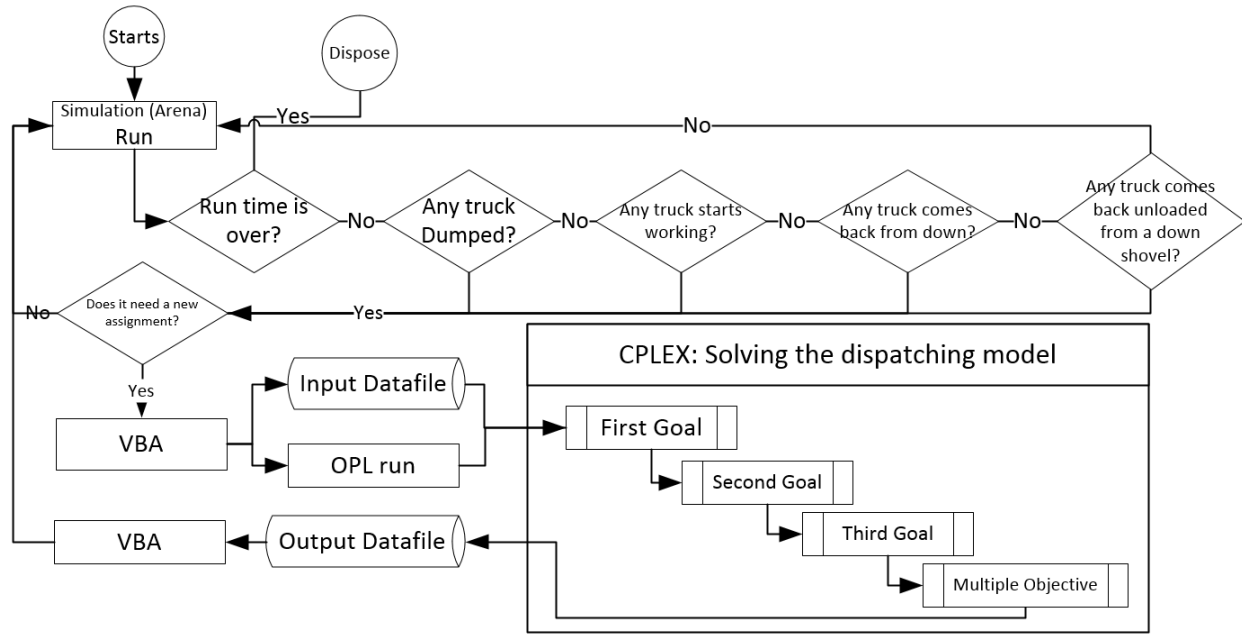 Starts
Dispose
Simulation (Arena)
Run
Yes
No
Run time is
over?
No
Any truck
Dumped?
No
Any truck starts
working?
No
Any truck comes
back from down?
No
Any truck comes
back unloaded
from a down
shovel?
No
Does it need a new
assignment?
Yes
Yes
CPLEX: Solving the dispatching model
VBA
Input Datafile
OPL run
First Goal
Second Goal
Third Goal
Multiple Objective
VBA
Output Datafile